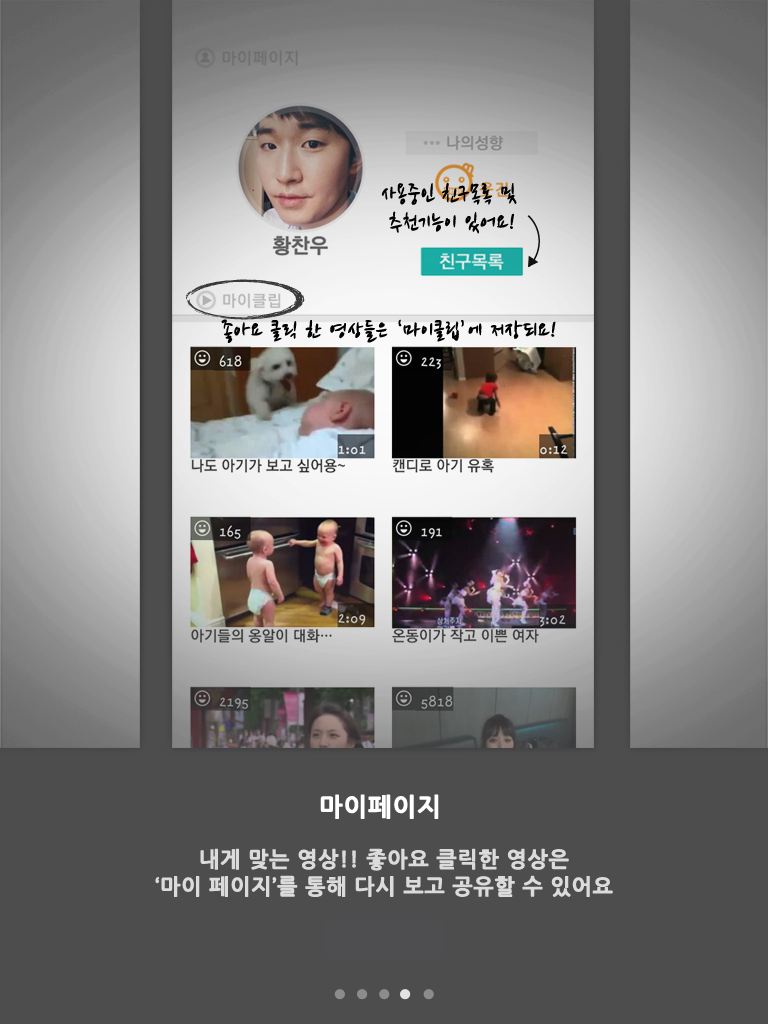 마이페이지
나의성향
사용중인 친구목록 및
추천기능이 있어요!
황찬우
친구목록
마이클립
좋아요 클릭 한 영상들은 '마이클립'에 저장되요!
618
1:01
나도 아기가 보고 싶어용~
223
0:12
캔디로 아기 유혹
165
2:09
아기들의 옹알이 대화…
191
3:02
온동이가 작고 이쁜 여자
2195
5818
마이페이지
내게 맞는 영상!! 좋아요 클릭한 영상은
'마이 페이지'를 통해 다시 보고 공유할 수 있어요